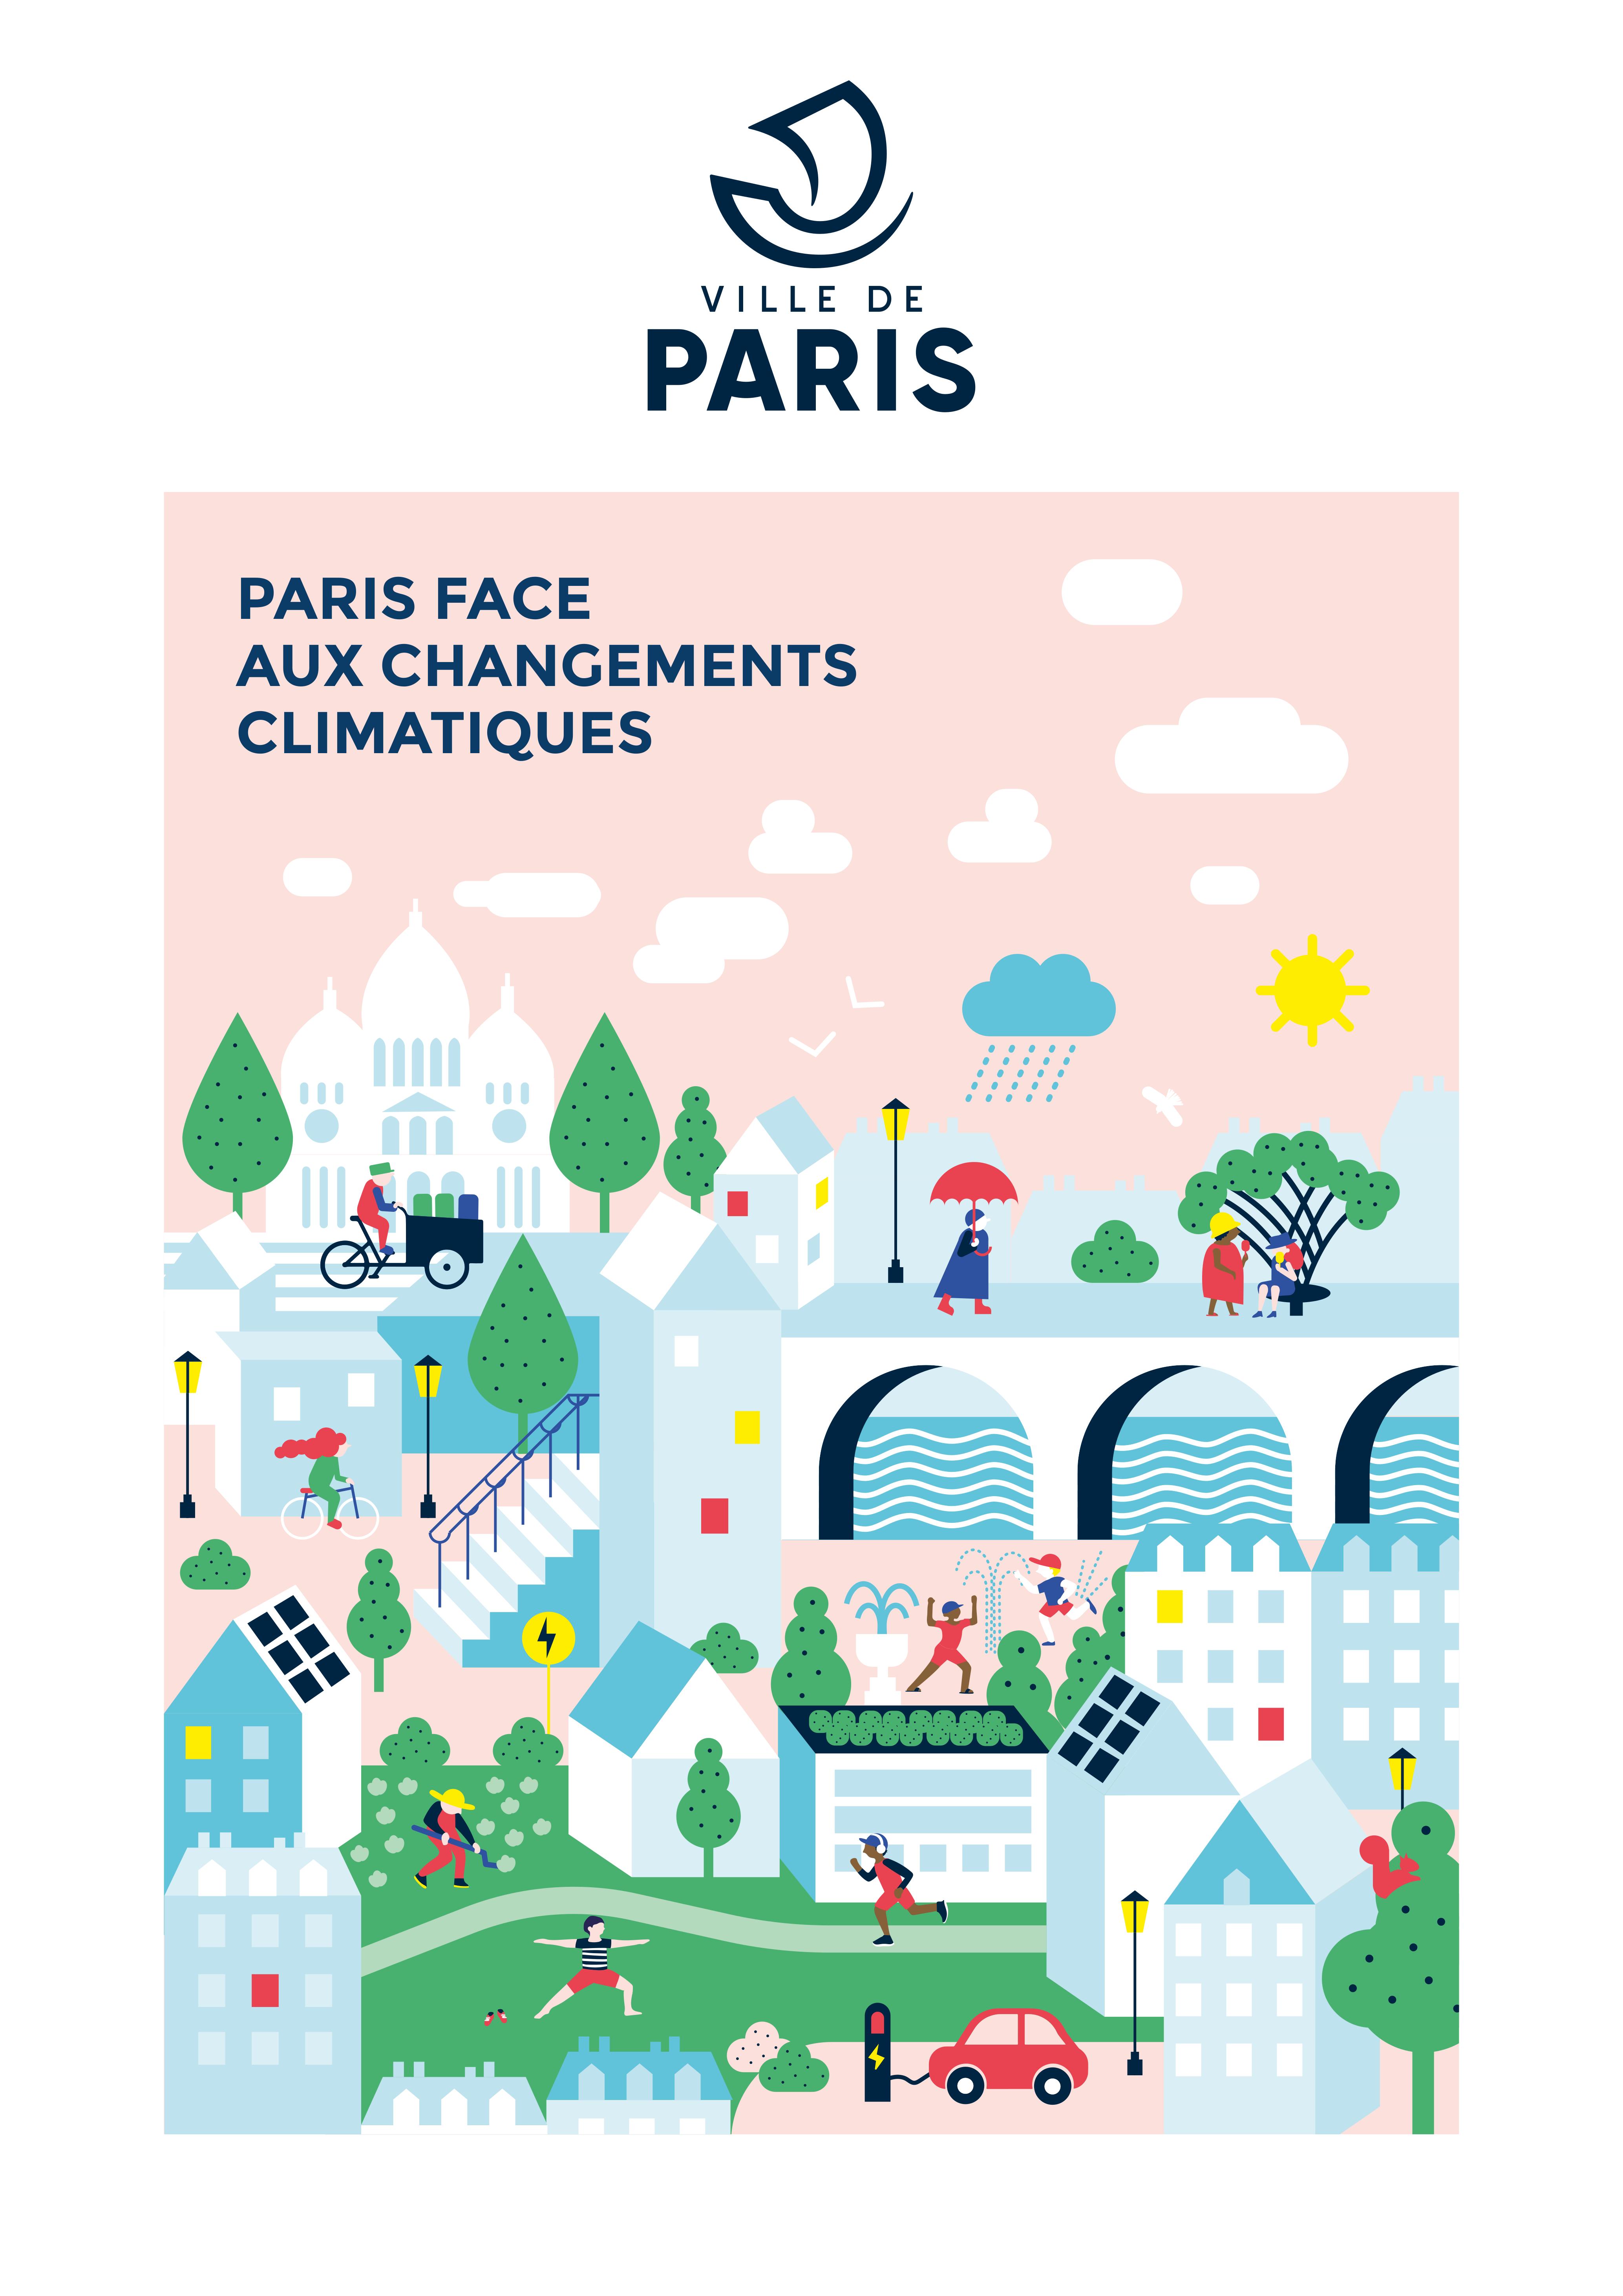 VILLE DE
PARIS
PARIS FACE
AUX CHANGEMENTS
CLIMATIQUES